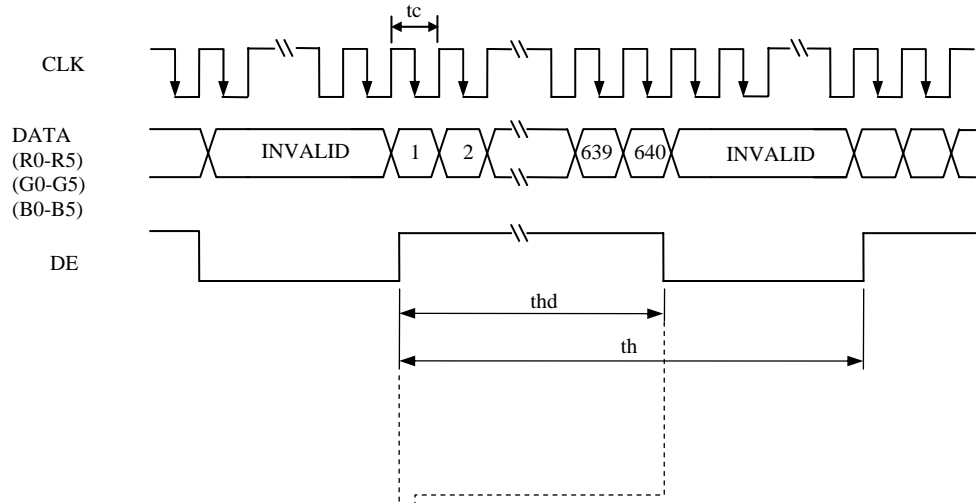 tc
CLK
DATA
(R0-R5)
(G0-G5)
(B0-B5)
INVALID
1
2
639
640
INVALID
DE
thd
th